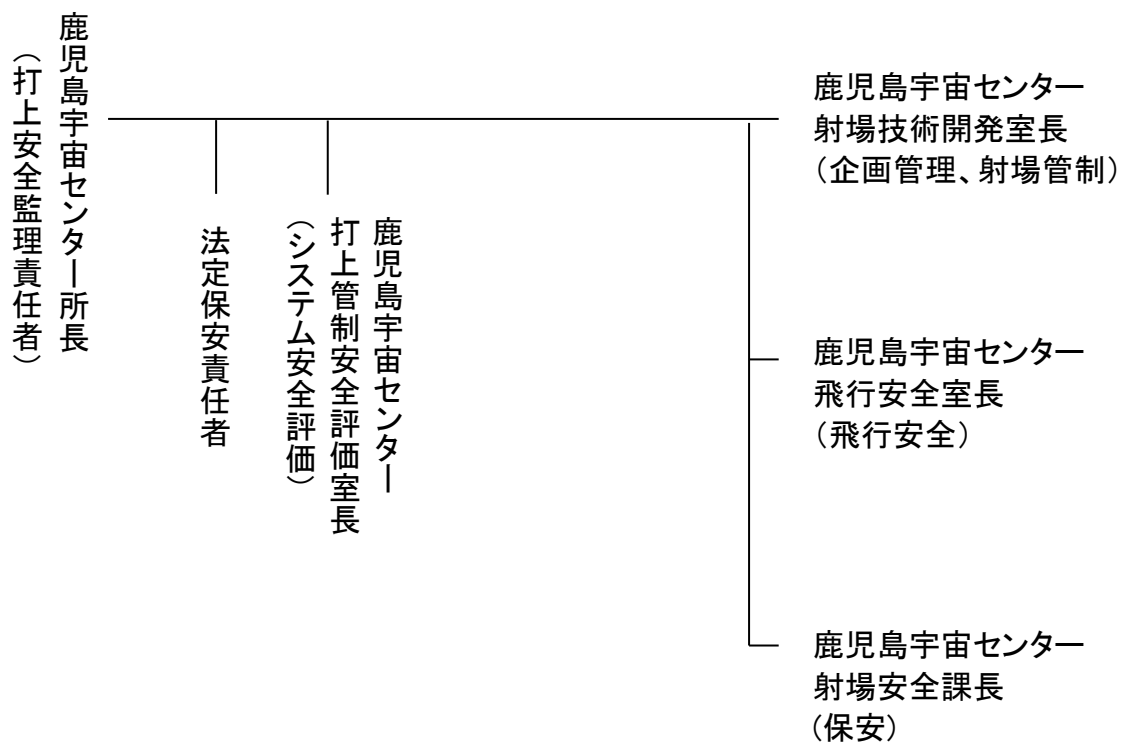 鹿児島宇宙センター所長
（打上安全監理責任者）
法定保安責任者
鹿児島宇宙センター
打上管制安全評価室長
（システム安全評価）
鹿児島宇宙センター
射場技術開発室長
（企画管理、射場管制）
鹿児島宇宙センター
飛行安全室長
（飛行安全）
鹿児島宇宙センター
射場安全課長
(保安)